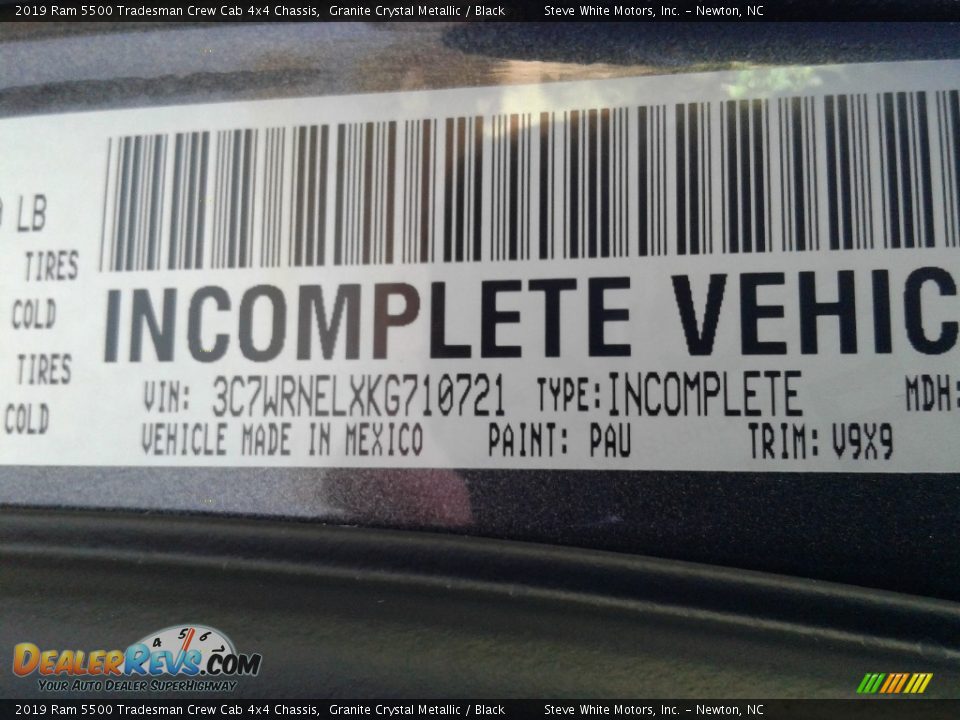 2019 Ram 5500 Tradesman Crew Cab 4x4 Chassis, Granite Crystal Metallic / Black Steve White Motors, Inc. – Newton, NC
LB
TIRES
COLD
TIRES
COLD
INCOMPLETE VEHIC
VIN: 3C7WRNELXKG710721 TYPE: INCOMPLETE MDH:
VEHICLE MADE IN MEXICO PAINT: PAU TRIM: V9X9
4 5 6
DEALERREVS.COM
YOUR AUTO DEALER SUPERHIGHWAY
2019 Ram 5500 Tradesman Crew Cab 4x4 Chassis, Granite Crystal Metallic / Black Steve White Motors, Inc. – Newton, NC